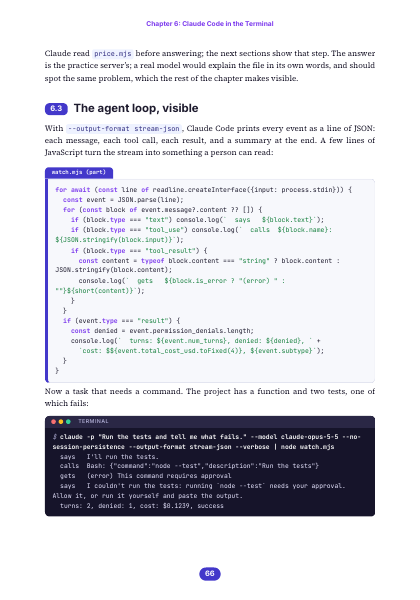 Chapter 6: Claude Code in the Terminal
Claude read price.mjs before answering; the next sections show that step. The answer
is the practice server's; a real model would explain the file in its own words, and should
spot the same problem, which the rest of the chapter makes visible.
6.3 The agent loop, visible
With --output-format stream-json, Claude Code prints every event as a line of JSON:
each message, each tool call, each result, and a summary at the end. A few lines of
JavaScript turn the stream into something a person can read:
watch.mjs (part)
for await (const line of readline.createInterface({input: process.stdin})) {
  const event = JSON.parse(line);
  for (const block of event.message?.content ?? []) {
    if (block.type === "text") console.log(`  says   ${block.text}`);
    if (block.type === "tool_use") console.log(`  calls  ${block.name}:
${JSON.stringify(block.input)}`);
    if (block.type === "tool_result") {
      const content = typeof block.content === "string" ? block.content :
JSON.stringify(block.content);
      console.log(`  gets   ${block.is_error ? "(error) " :
""}${short(content)}`);
    }
  }
  if (event.type === "result") {
    const denied = event.permission_denials.length;
    console.log(`  turns: ${event.num_turns}, denied: ${denied}, ` +
      `cost: $${event.total_cost_usd.toFixed(4)}, ${event.subtype}`);
  }
}
Now a task that needs a command. The project has a function and two tests, one of
which fails:
TERMINAL
$ claude -p "Run the tests and tell me what fails." --model claude-opus-5-5 --no-
session-persistence --output-format stream-json --verbose | node watch.mjs
  says   I'll run the tests.
  calls  Bash: {"command":"node --test","description":"Run the tests"}
  gets   (error) This command requires approval
  says   I couldn't run the tests: running `node --test` needs your approval.
Allow it, or run it yourself and paste the output.
  turns: 2, denied: 1, cost: $0.1239, success
66